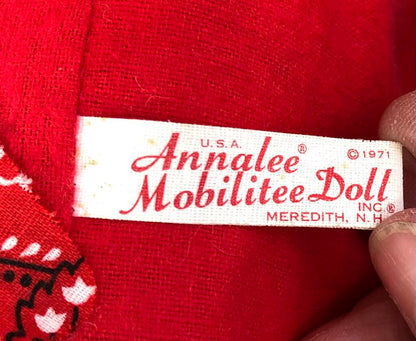 U.S.A.
Annalee® ©1971
Mobilitee Doll
INC.®
MEREDITH, N.H